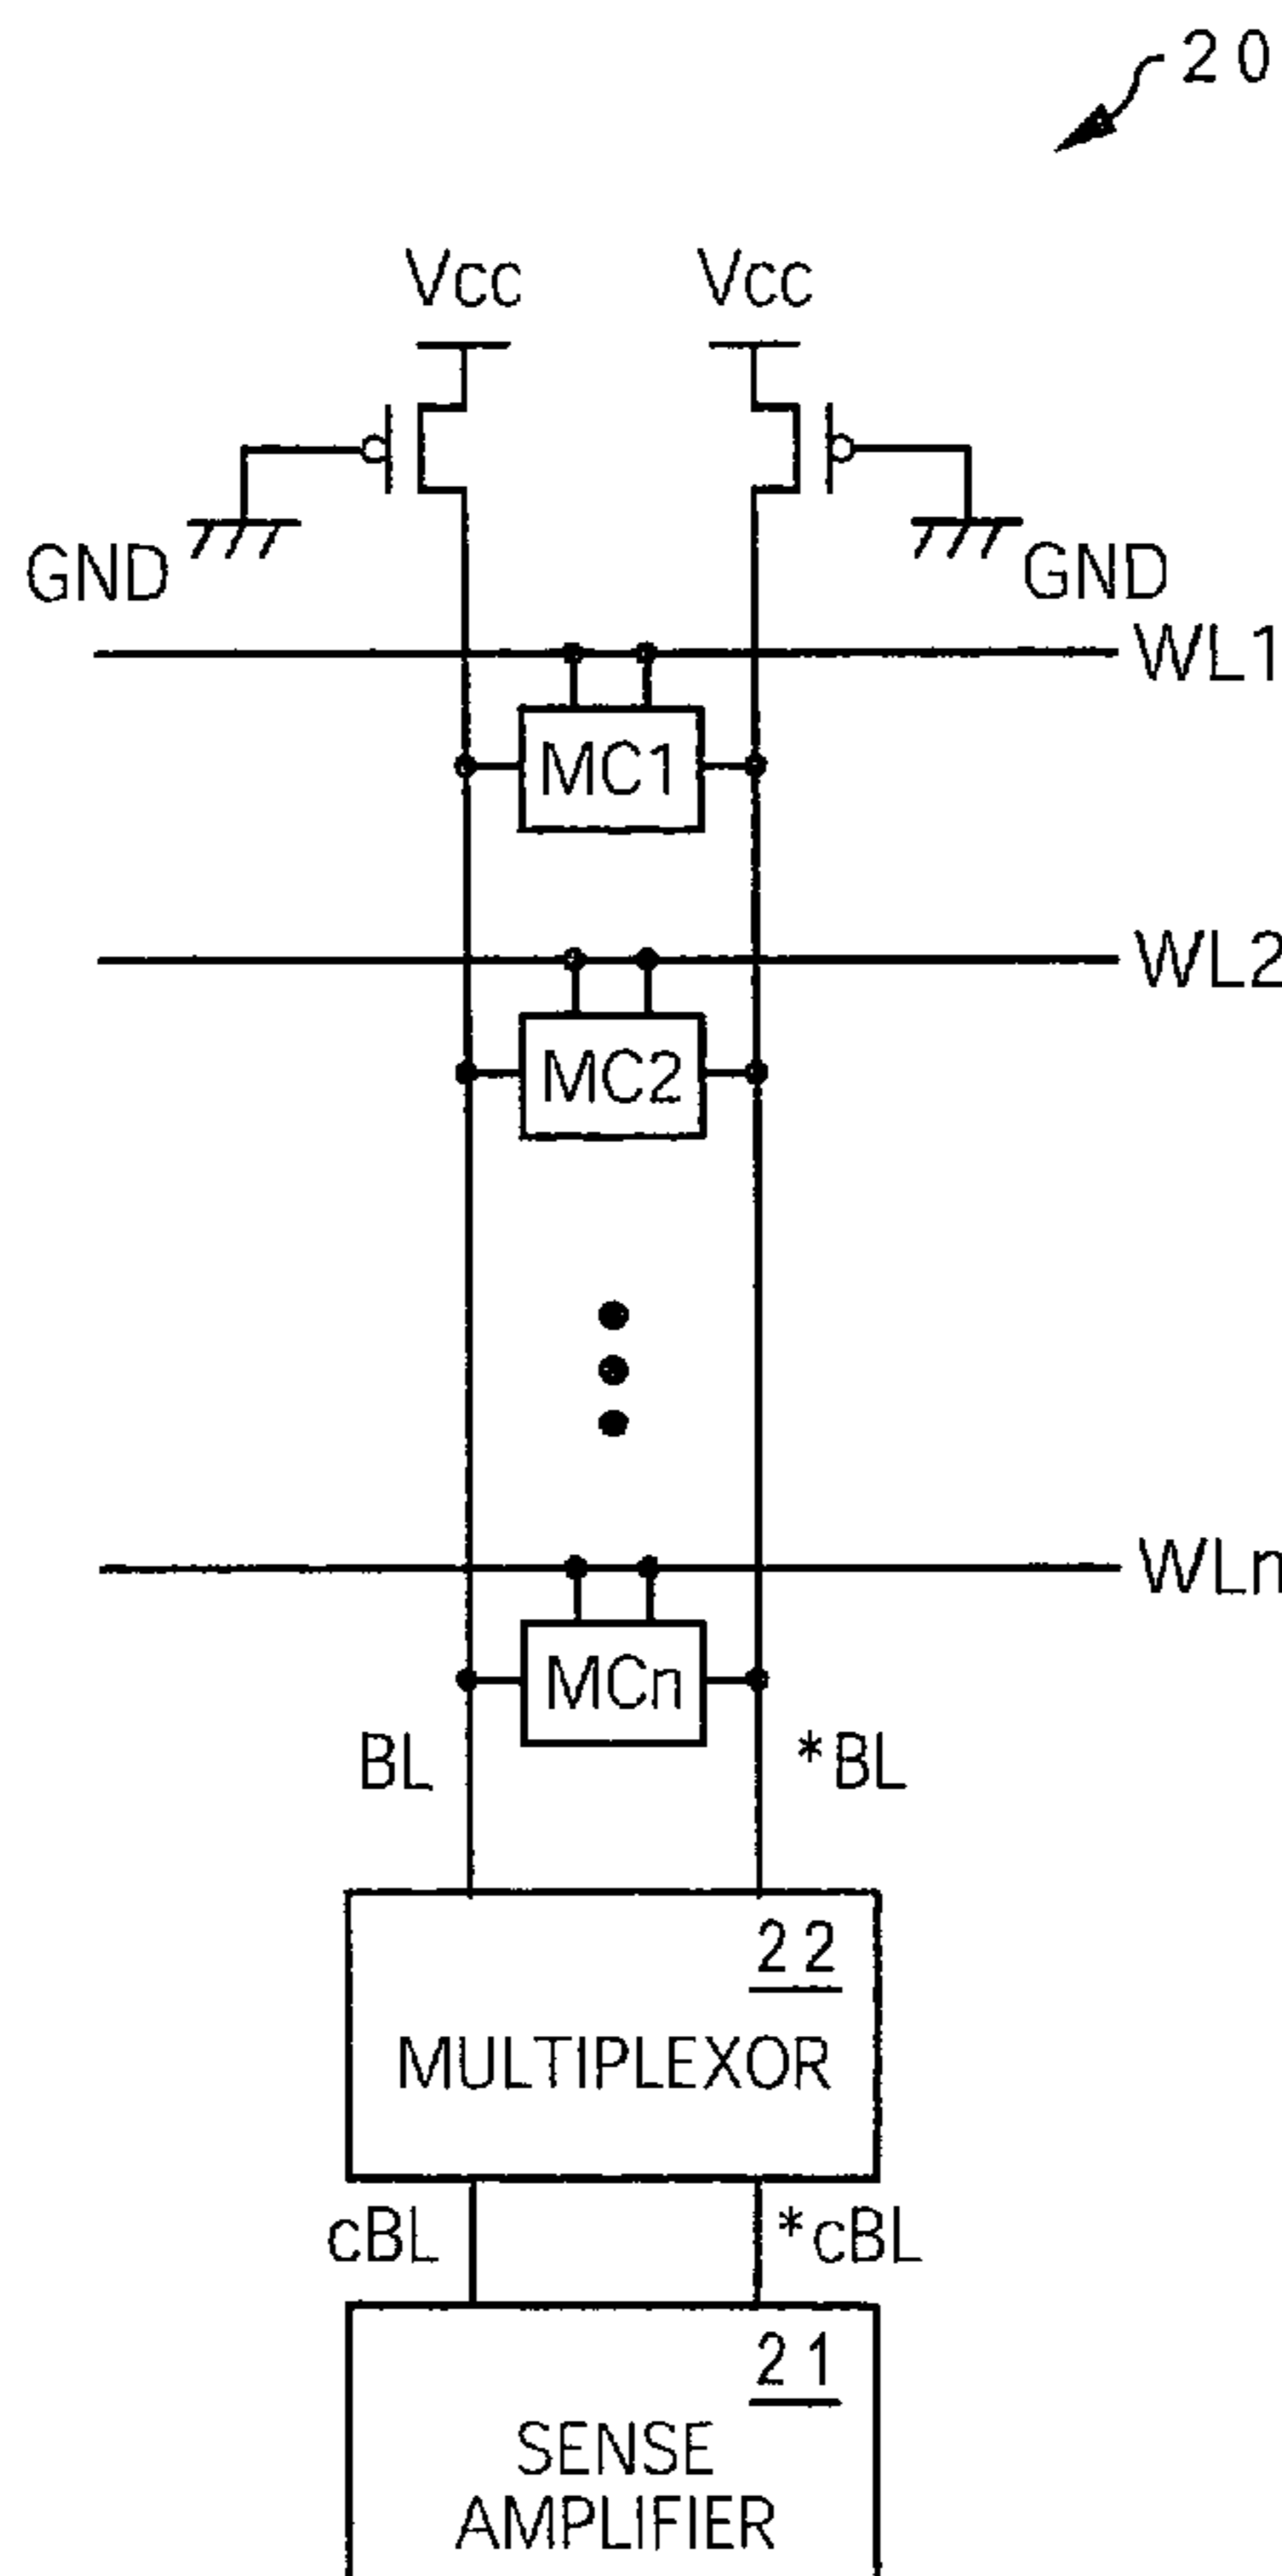 20
Vcc Vcc
GND GND
WL1
MC1
WL2
MC2
WLn
MCn
BL *BL
22
MULTIPLEXOR
cBL *cBL
21
SENSE
AMPLIFIER